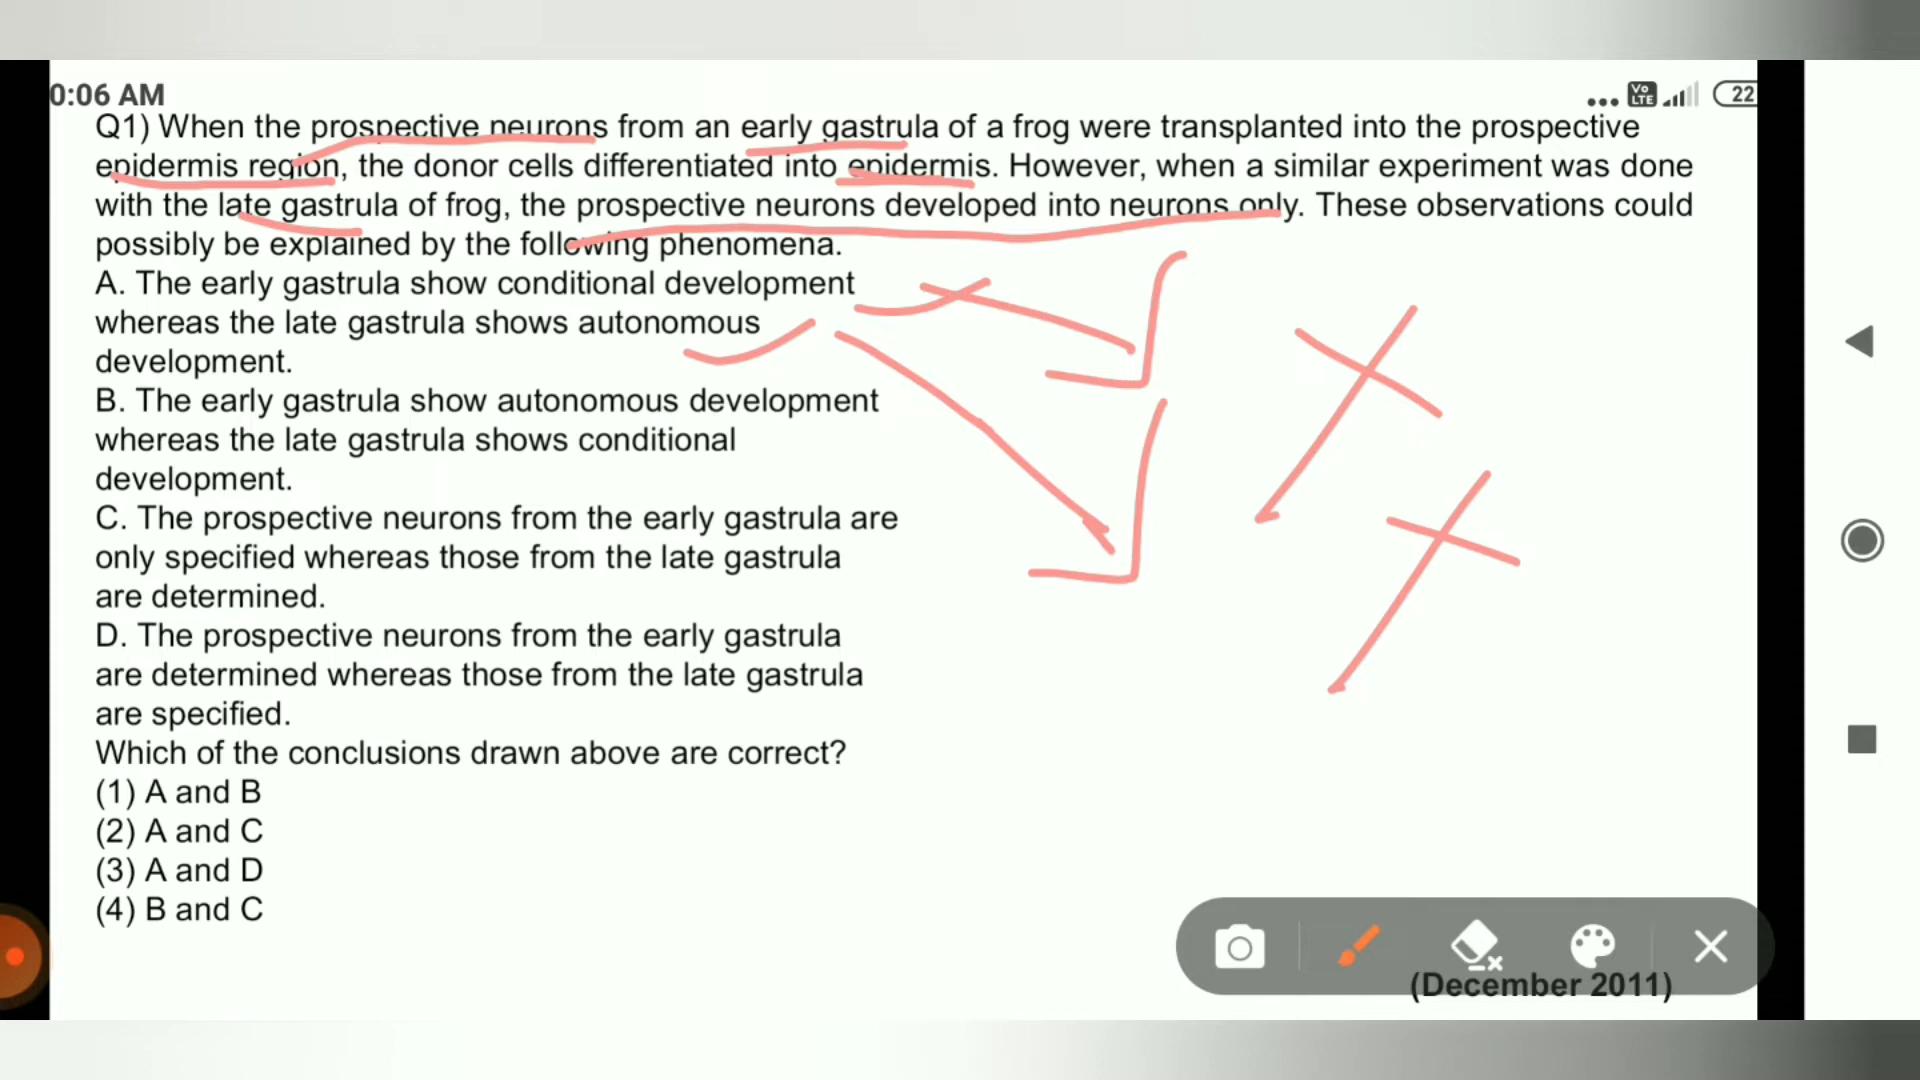 0:06 AM
Vo LTE 22
Q1) When the prospective neurons from an early gastrula of a frog were transplanted into the prospective
epidermis region, the donor cells differentiated into epidermis. However, when a similar experiment was done
with the late gastrula of frog, the prospective neurons developed into neurons only. These observations could
possibly be explained by the following phenomena.
A. The early gastrula show conditional development
whereas the late gastrula shows autonomous
development.
B. The early gastrula show autonomous development
whereas the late gastrula shows conditional
development.
C. The prospective neurons from the early gastrula are
only specified whereas those from the late gastrula
are determined.
D. The prospective neurons from the early gastrula
are determined whereas those from the late gastrula
are specified.
Which of the conclusions drawn above are correct?
(1) A and B
(2) A and C
(3) A and D
(4) B and C
(December 2011)